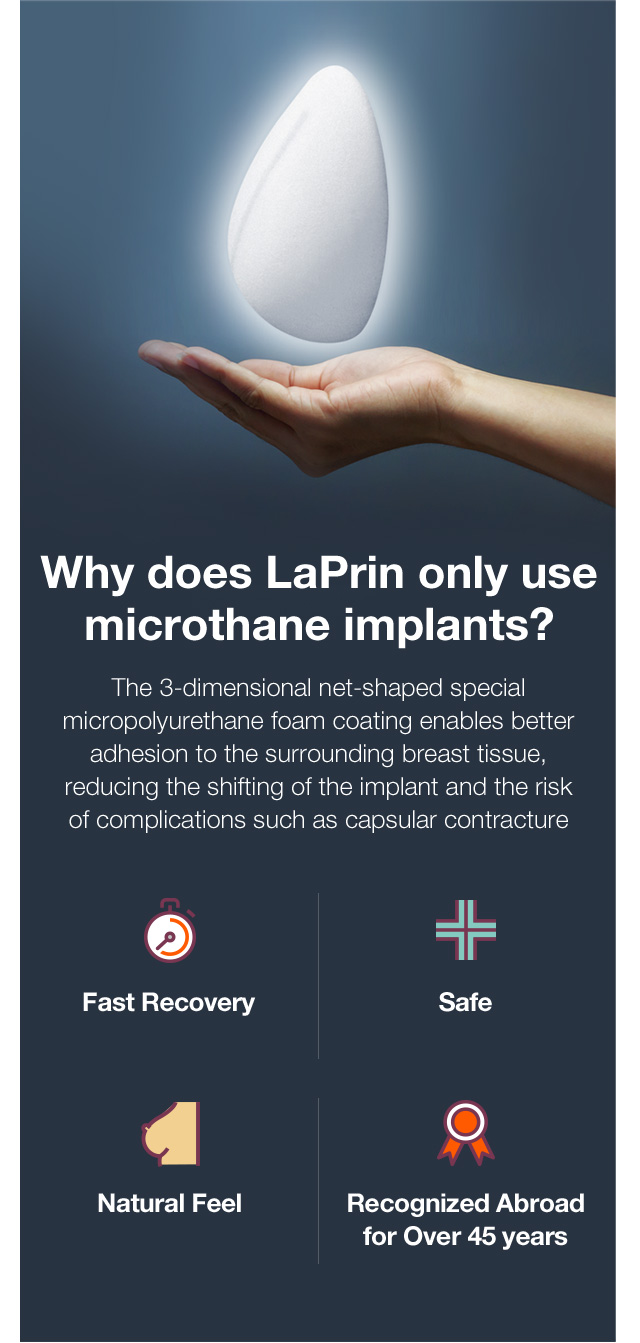 Why does LaPrin only use
microthane implants?
The 3-dimensional net-shaped special
micropolyurethane foam coating enables better
adhesion to the surrounding breast tissue,
reducing the shifting of the implant and the risk
of complications such as capsular contracture
Fast Recovery
Safe
Natural Feel
Recognized Abroad
for Over 45 years